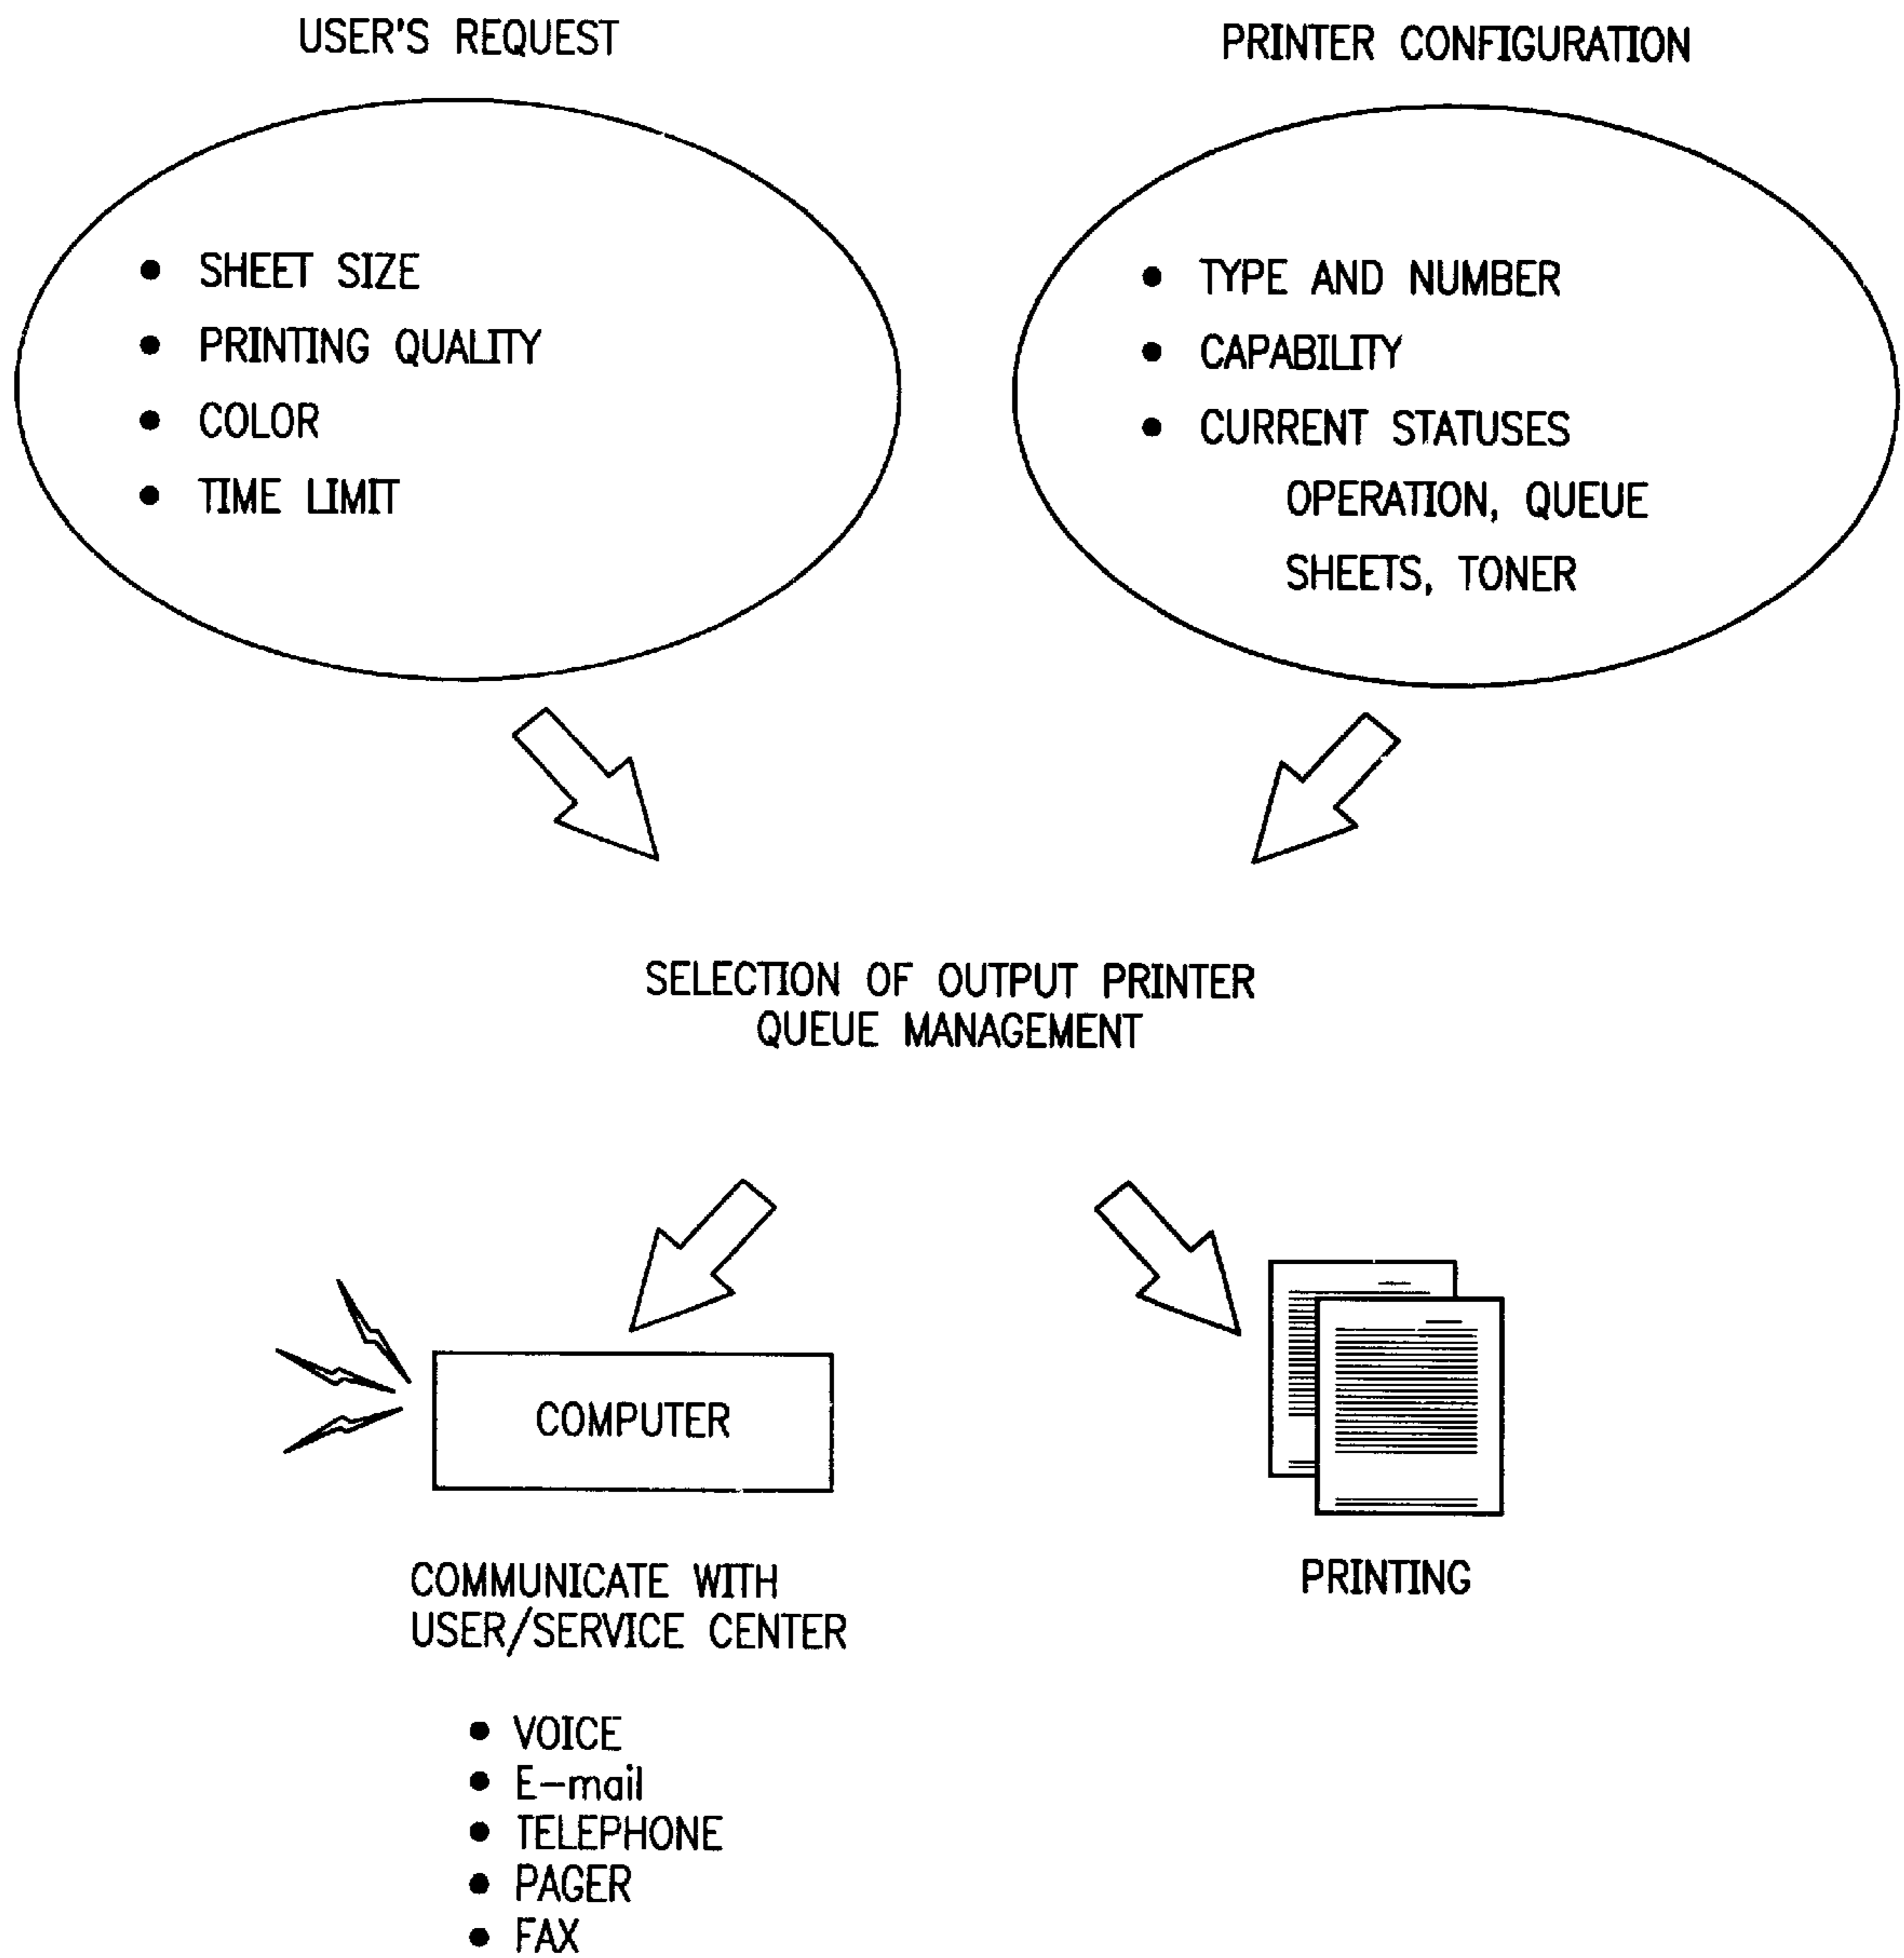 USER'S REQUEST
• SHEET SIZE
• PRINTING QUALITY
• COLOR
• TIME LIMIT
PRINTER CONFIGURATION
• TYPE AND NUMBER
• CAPABILITY
• CURRENT STATUSES
OPERATION, QUEUE
SHEETS, TONER
SELECTION OF OUTPUT PRINTER
QUEUE MANAGEMENT
COMPUTER
COMMUNICATE WITH
USER/SERVICE CENTER
• VOICE
• E-mail
• TELEPHONE
• PAGER
• FAX
PRINTING